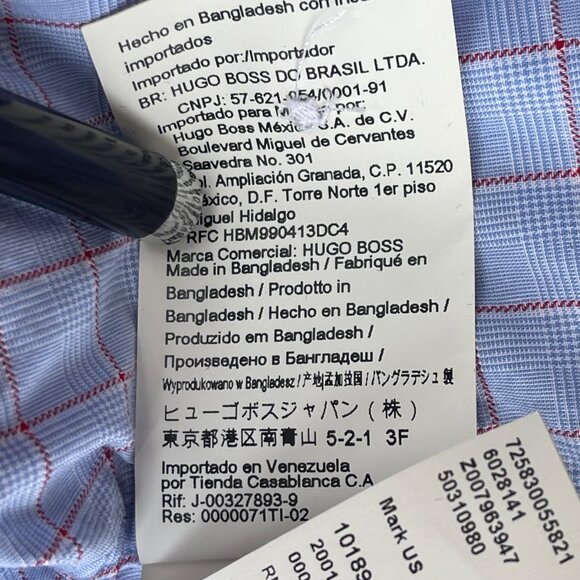 Hecho en Bangladesh con
importados
Importado por:/Importador
BR: HUGO BOSS DO BRASIL LTDA.
CNPJ: 57-621.954/0001-91
Importado para por:
Hugo Boss México S.A. de C.V.
Boulevard Miguel de Cervantes
Saavedra No. 301
Ampliación Granada, C.P. 11520
México, D.F. Torre Norte 1er piso
Miguel Hidalgo
RFC HBM990413DC4
Marca Comercial: HUGO BOSS
Made in Bangladesh / Fabriqué en
Bangladesh / Prodotto in
Bangladesh / Hecho en Bangladesh /
Produzido em Bangladesh /
Произведено в Бангладеш /
Wyprodukowano w Bangladesz / 产地孟加拉国 / バングラデシュ 製
ヒューゴボスジャパン（株）
東京都港区南青山 5-2-1 3F
Importado en Venezuela
por Tienda Casablanca C.A
Rif: J-00327893-9
Res: 0000071TI-02
725830055821
6028141
Z007963947
50310980
Mark US